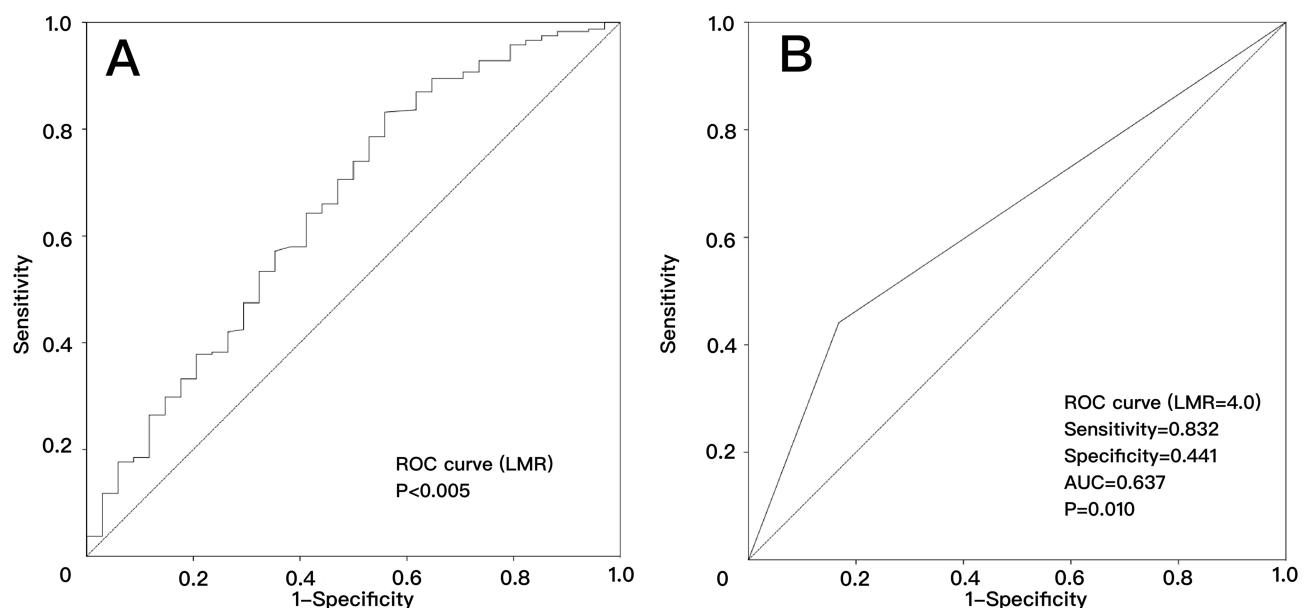 A
1.0
0.8
0.6
0.4
0.2
0
0.2
0.4
0.6
0.8
1.0
Sensitivity
1–Specificity
ROC curve (LMR)
P<0.005
B
1.0
0.8
0.6
0.4
0.2
0
0.2
0.4
0.6
0.8
1.0
Sensitivity
1–Specificity
ROC curve (LMR=4.0)
Sensitivity=0.832
Specificity=0.441
AUC=0.637
P=0.010